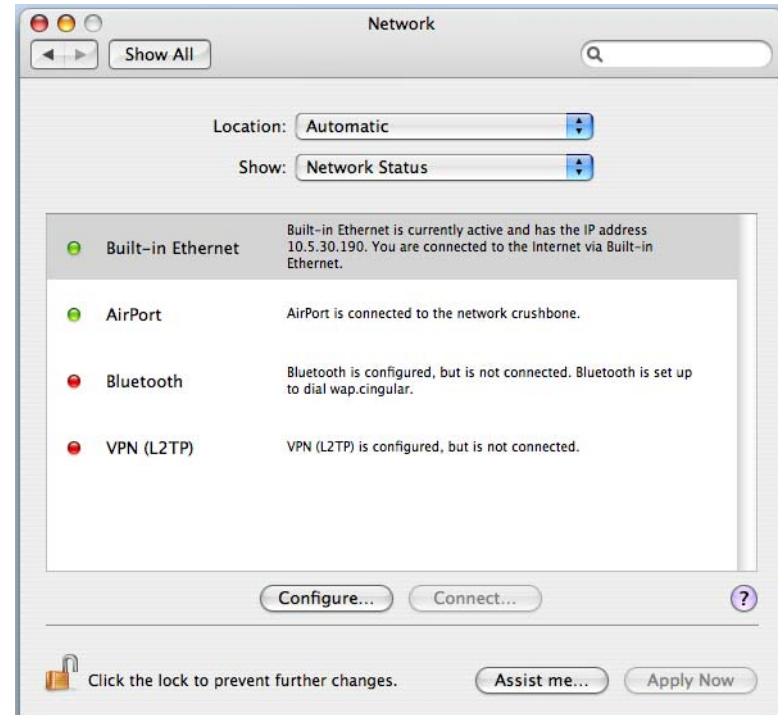 Network
Show All
Location: Automatic
Show: Network Status
Built-in Ethernet
Built-in Ethernet is currently active and has the IP address
10.5.30.190. You are connected to the Internet via Built-in
Ethernet.
AirPort
AirPort is connected to the network crushbone.
Bluetooth
Bluetooth is configured, but is not connected. Bluetooth is set up
to dial wap.cingular.
VPN (L2TP)
VPN (L2TP) is configured, but is not connected.
Configure... Connect... ?
Click the lock to prevent further changes. Assist me... Apply Now